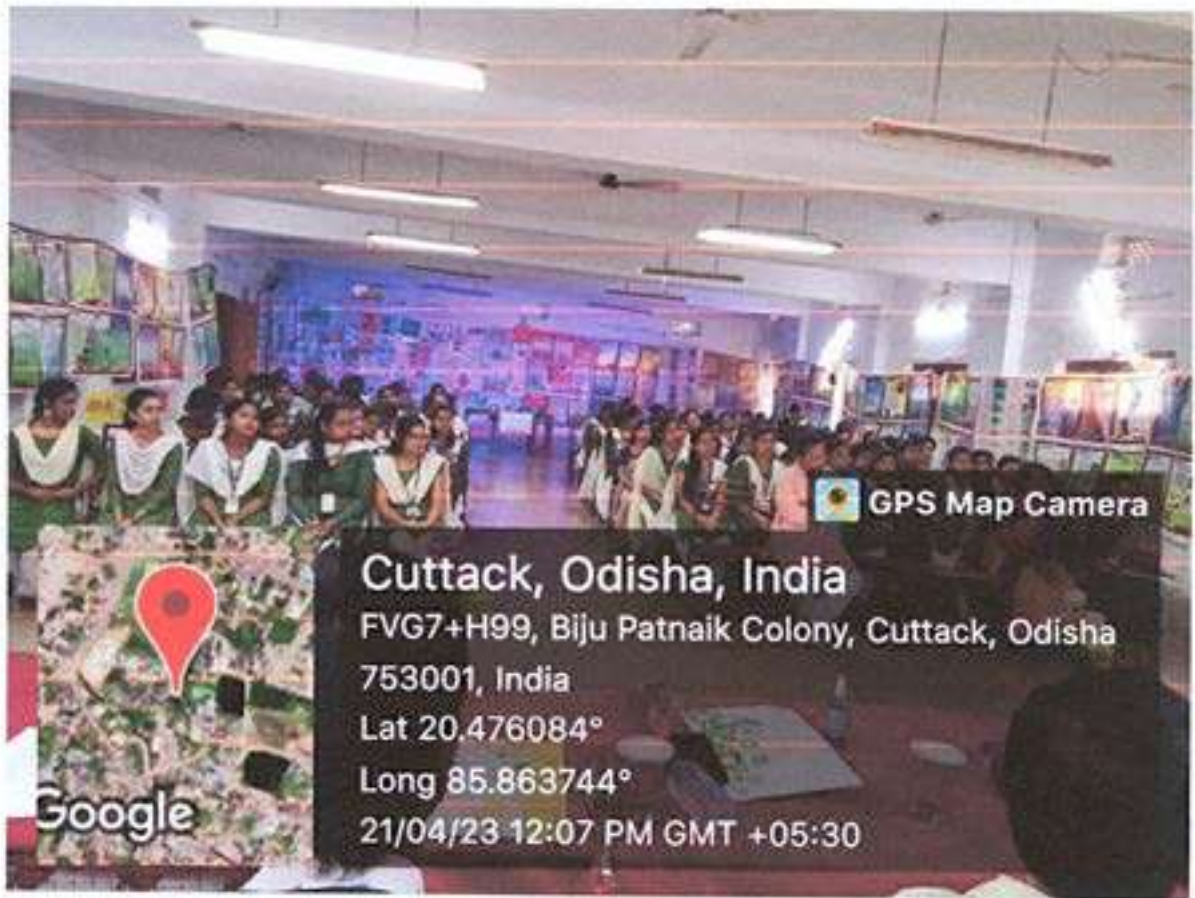 GPS Map Camera
Cuttack, Odisha, India
FVG7+H99, Biju Patnaik Colony, Cuttack, Odisha
753001, India
Lat 20.476084°
Long 85.863744°
21/04/23 12:07 PM GMT +05:30
Google